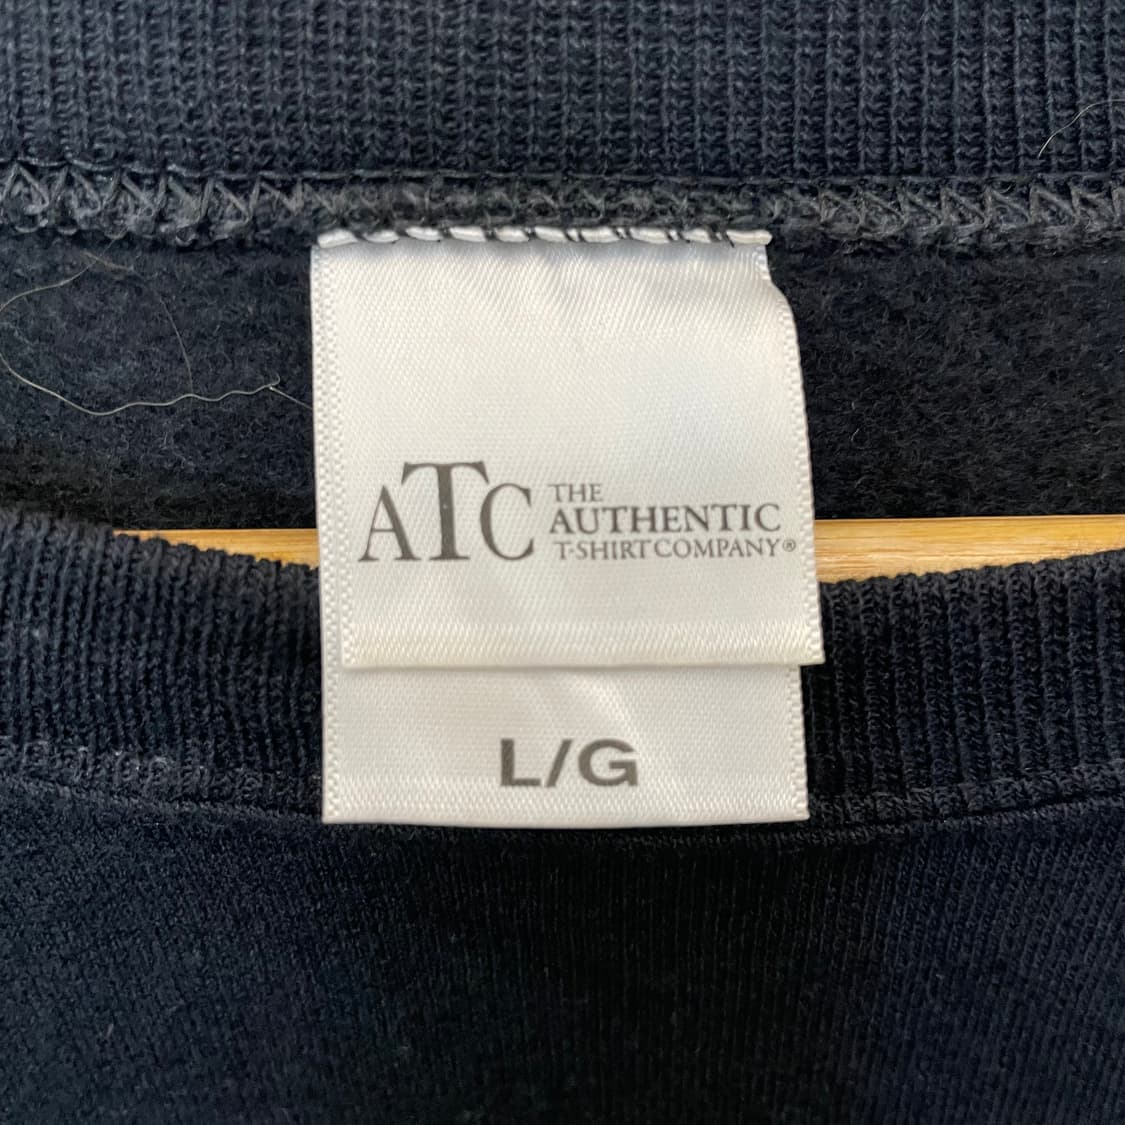 ATC
THE
AUTHENTIC
T-SHIRT COMPANY®
L/G